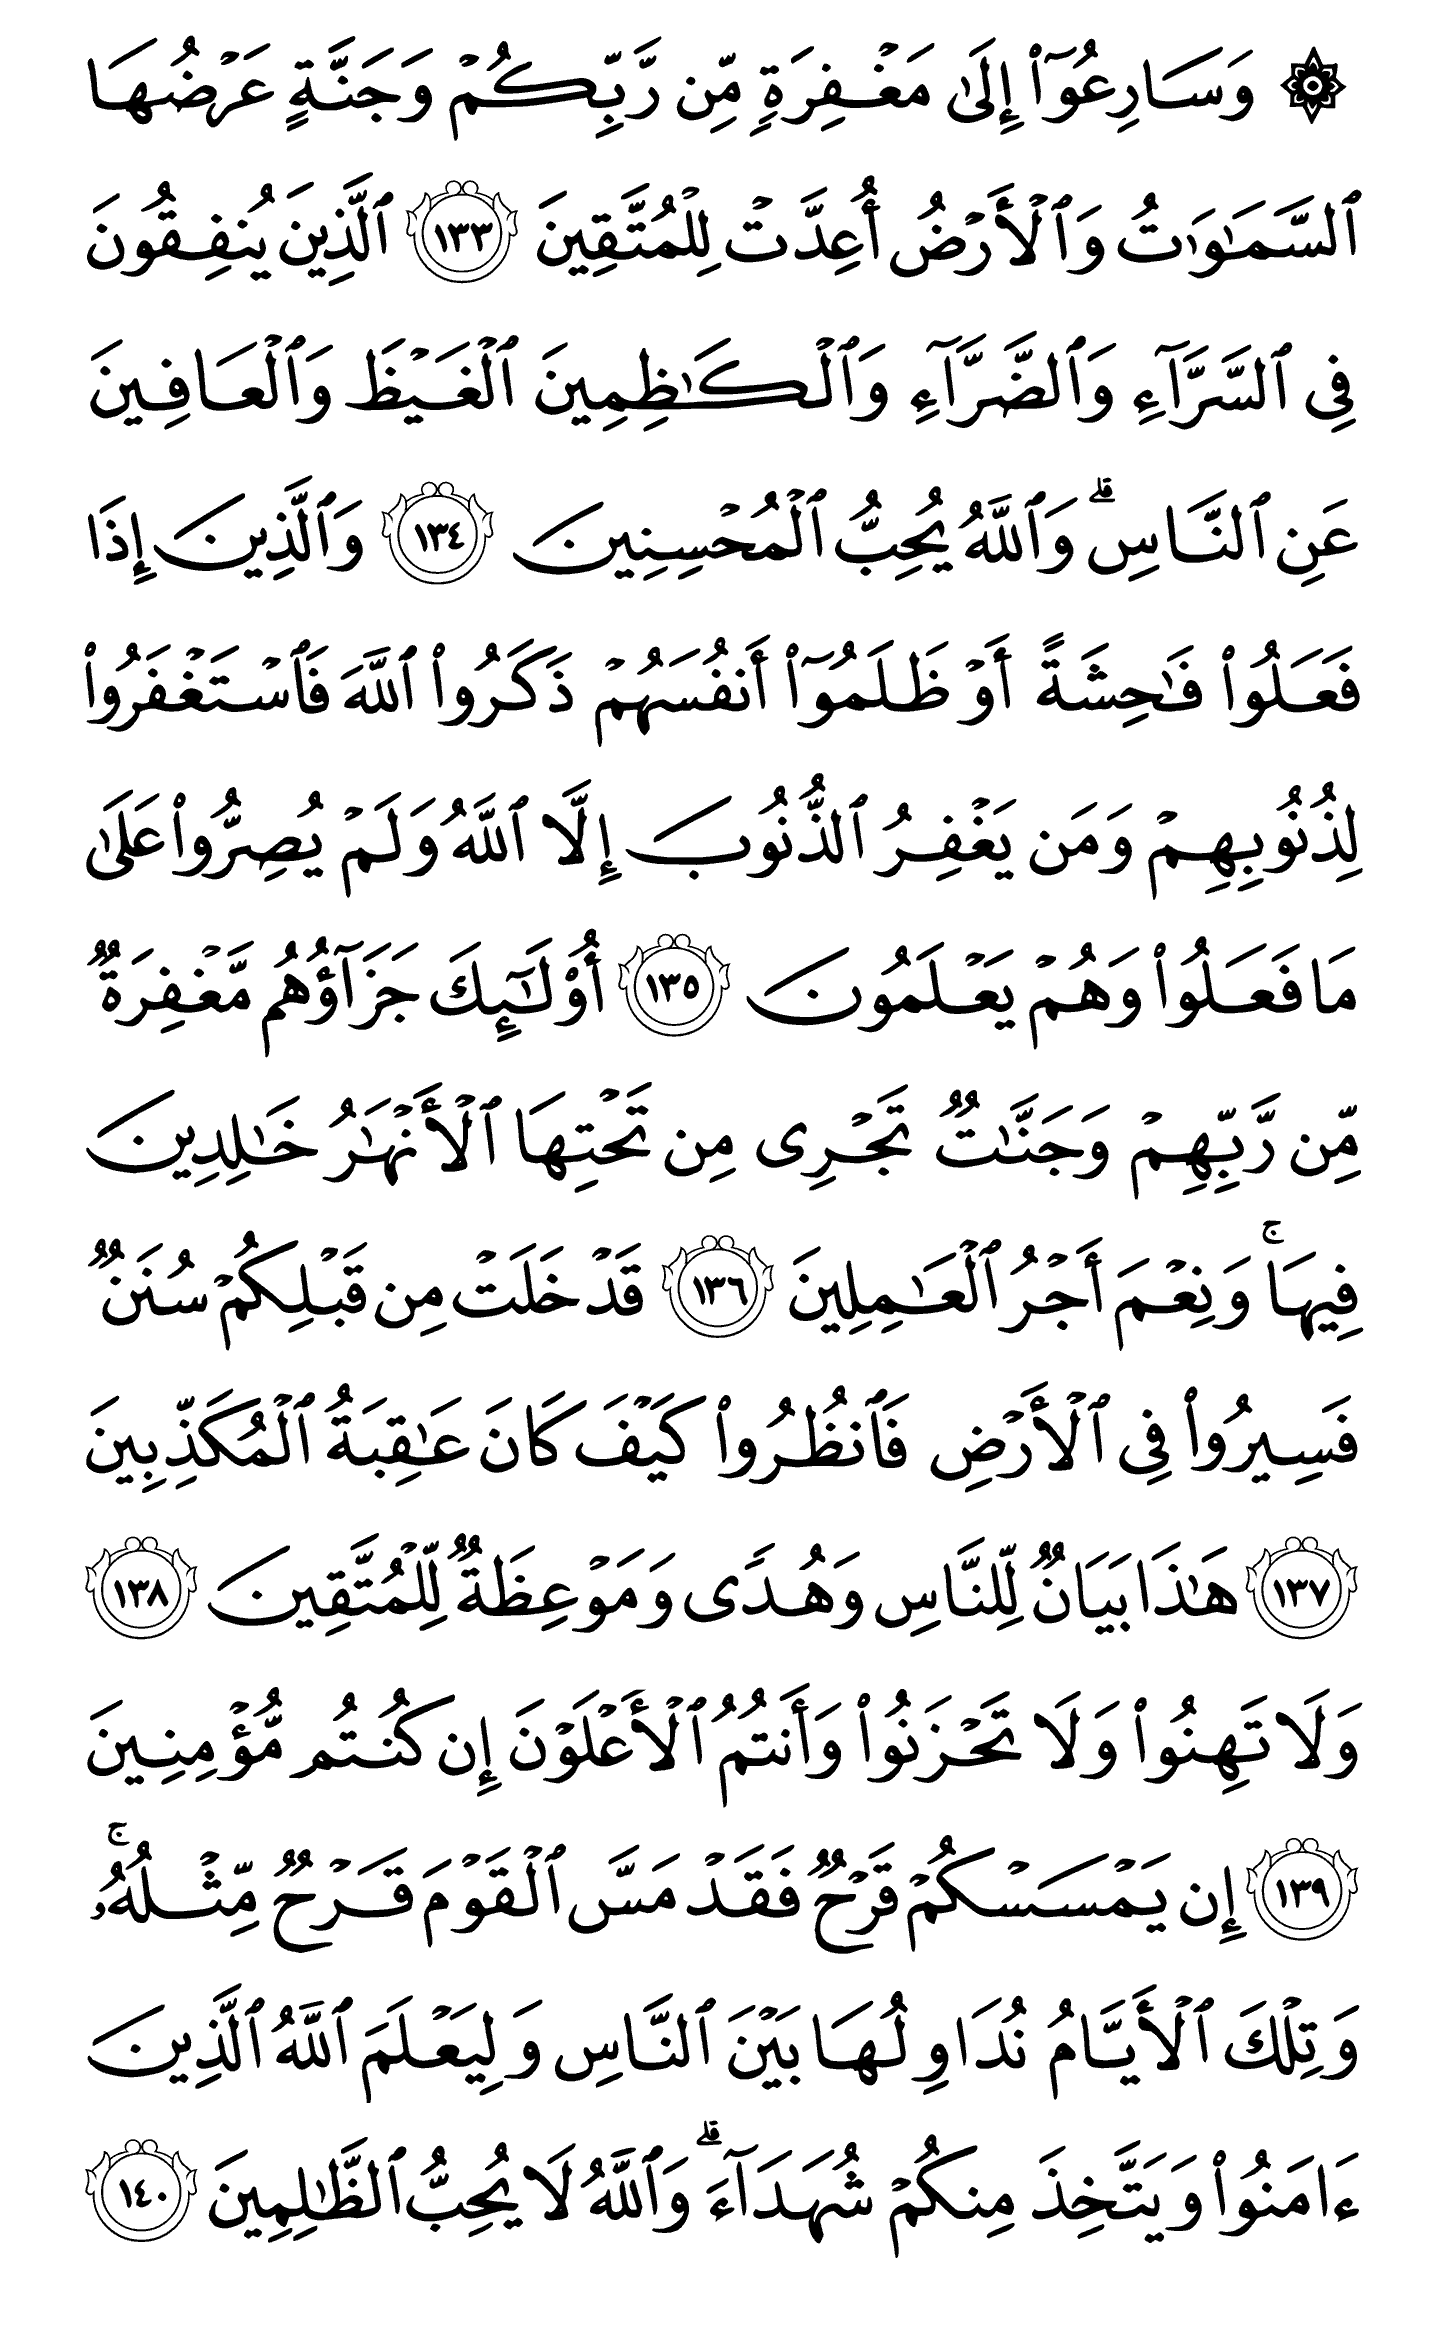 ۞ وَسَارِعُوٓا۟ إِلَىٰ مَغْفِرَةٍ مِّن رَّبِّكُمْ وَجَنَّةٍ عَرْضُهَا
ٱلسَّمَـٰوَٰتُ وَٱلْأَرْضُ أُعِدَّتْ لِلْمُتَّقِينَ ١٣٣ ٱلَّذِينَ يُنفِقُونَ
فِى ٱلسَّرَّآءِ وَٱلضَّرَّآءِ وَٱلْكَـٰظِمِينَ ٱلْغَيْظَ وَٱلْعَافِينَ
عَنِ ٱلنَّاسِ ۗ وَٱللَّهُ يُحِبُّ ٱلْمُحْسِنِينَ ١٣٤ وَٱلَّذِينَ إِذَا
فَعَلُوا۟ فَـٰحِشَةً أَوْ ظَلَمُوٓا۟ أَنفُسَهُمْ ذَكَرُوا۟ ٱللَّهَ فَٱسْتَغْفَرُوا۟
لِذُنُوبِهِمْ وَمَن يَغْفِرُ ٱلذُّنُوبَ إِلَّا ٱللَّهُ وَلَمْ يُصِرُّوا۟ عَلَىٰ
مَا فَعَلُوا۟ وَهُمْ يَعْلَمُونَ ١٣٥ أُو۟لَـٰٓئِكَ جَزَآؤُهُم مَّغْفِرَةٌ
مِّن رَّبِّهِمْ وَجَنَّـٰتٌ تَجْرِى مِن تَحْتِهَا ٱلْأَنْهَـٰرُ خَـٰلِدِينَ
فِيهَا ۚ وَنِعْمَ أَجْرُ ٱلْعَـٰمِلِينَ ١٣٦ قَدْ خَلَتْ مِن قَبْلِكُمْ سُنَنٌ
فَسِيرُوا۟ فِى ٱلْأَرْضِ فَٱنظُرُوا۟ كَيْفَ كَانَ عَـٰقِبَةُ ٱلْمُكَذِّبِينَ
١٣٧ هَـٰذَا بَيَانٌ لِّلنَّاسِ وَهُدًى وَمَوْعِظَةٌ لِّلْمُتَّقِينَ ١٣٨
وَلَا تَهِنُوا۟ وَلَا تَحْزَنُوا۟ وَأَنتُمُ ٱلْأَعْلَوْنَ إِن كُنتُم مُّؤْمِنِينَ
١٣٩ إِن يَمْسَسْكُمْ قَرْحٌ فَقَدْ مَسَّ ٱلْقَوْمَ قَرْحٌ مِّثْلُهُۥ ۚ
وَتِلْكَ ٱلْأَيَّامُ نُدَاوِلُهَا بَيْنَ ٱلنَّاسِ وَلِيَعْلَمَ ٱللَّهُ ٱلَّذِينَ
ءَامَنُوا۟ وَيَتَّخِذَ مِنكُمْ شُهَدَآءَ ۗ وَٱللَّهُ لَا يُحِبُّ ٱلظَّـٰلِمِينَ ١٤٠